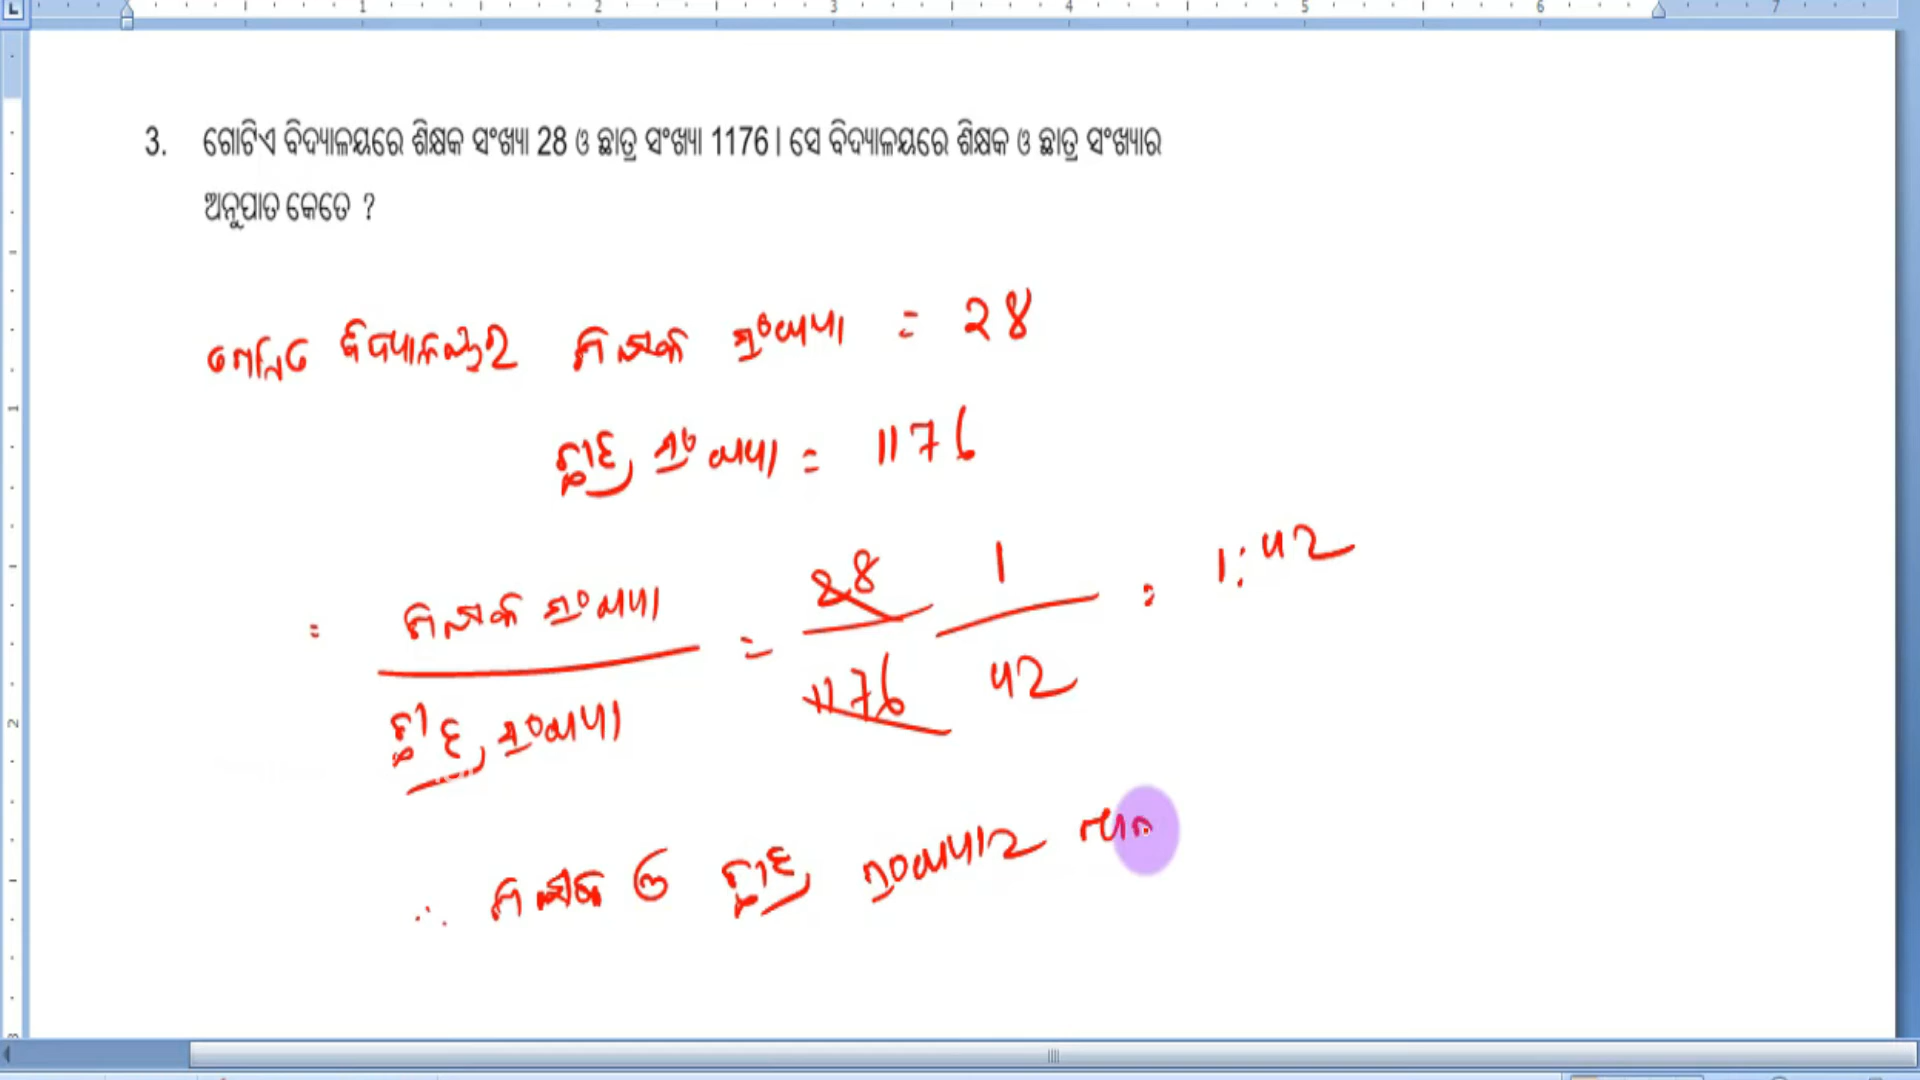 3. ଗୋଟିଏ ବିଦ୍ୟାଳୟରେ ଶିକ୍ଷକ ସଂଖ୍ୟା 28 ଓ ଛାତ୍ର ସଂଖ୍ୟା 1176 । ସେ ବିଦ୍ୟାଳୟରେ ଶିକ୍ଷକ ଓ ଛାତ୍ର ସଂଖ୍ୟାର
ଅନୁପାତ କେତେ ?
ଗୋଟିଏ ବିଦ୍ୟାଳୟର ଶିକ୍ଷକ ସଂଖ୍ୟା = 28
ଛାତ୍ର ସଂଖ୍ୟା = 1176
= ଶିକ୍ଷକ ସଂଖ୍ୟା / ଛାତ୍ର ସଂଖ୍ୟା = 28 / 1176 1 / 42 = 1:42
∴ ଶିକ୍ଷକ ଓ ଛାତ୍ର ସଂଖ୍ୟାର